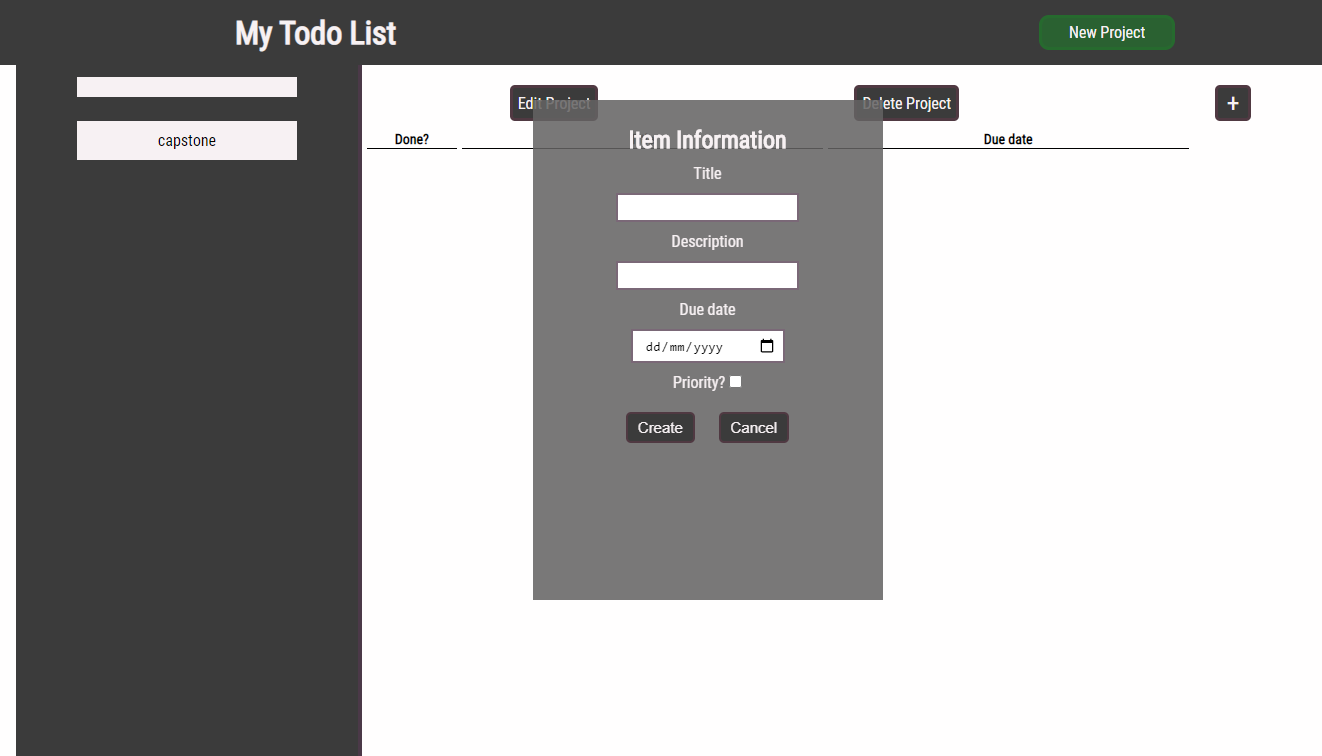 My Todo List
New Project
capstone
Edit Project
Delete Project
+
Done?
Due date
Item Information
Title
Description
Due date
dd/mm/yyyy
Priority?
Create
Cancel